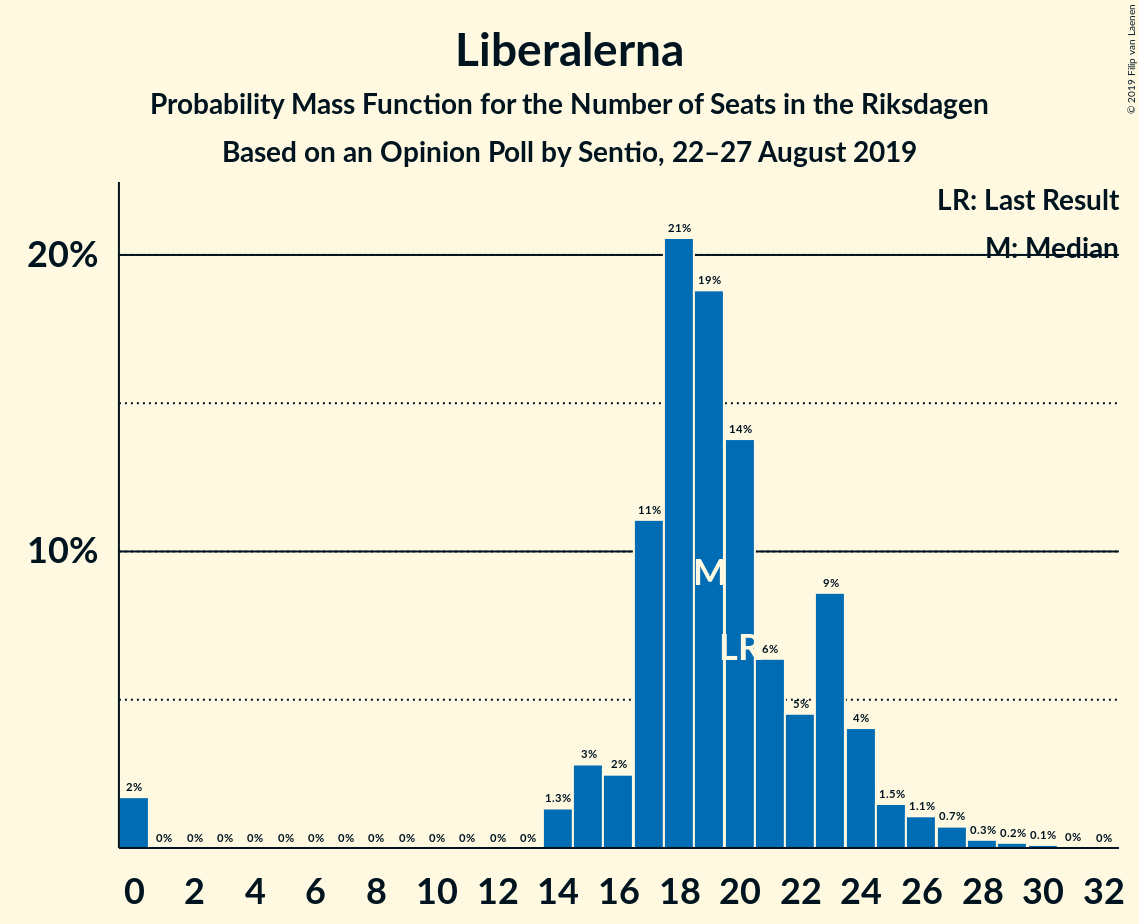 Liberalerna
Probability Mass Function for the Number of Seats in the Riksdagen
Based on an Opinion Poll by Sentio, 22–27 August 2019
© 2019 Filip van Laenen
LR: Last Result
M: Median
20%
10%
2% 0% 0% 0% 0% 0% 0% 0% 0% 0% 0% 0% 0% 0% 1.3% 3% 2% 11% 21% 19% 14% 6% 5% 9% 4% 1.5% 1.1% 0.7% 0.3% 0.2% 0.1% 0% 0%
M
LR
0 2 4 6 8 10 12 14 16 18 20 22 24 26 28 30 32